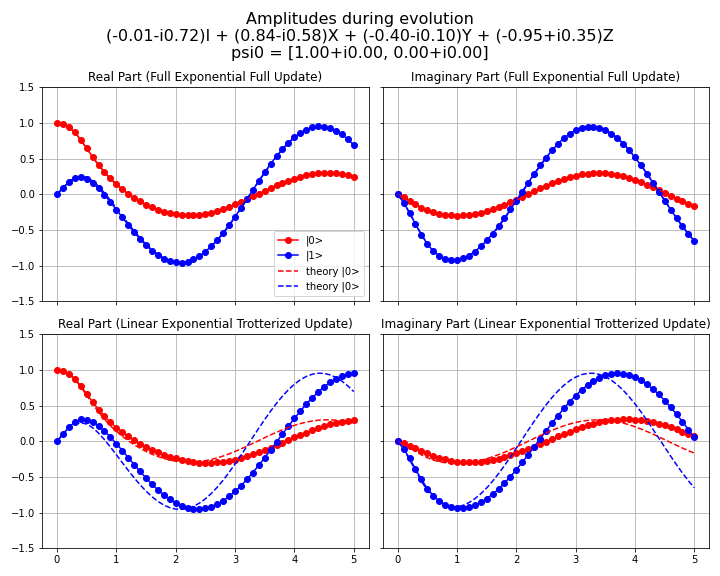 Amplitudes during evolution
(-0.01-i0.72)I + (0.84-i0.58)X + (-0.40-i0.10)Y + (-0.95+i0.35)Z
psi0 = [1.00+i0.00, 0.00+i0.00]
Real Part (Full Exponential Full Update)
1.5
1.0
0.5
0.0
−0.5
−1.0
−1.5
|0>
|1>
theory |0>
theory |0>
Imaginary Part (Full Exponential Full Update)
Real Part (Linear Exponential Trotterized Update)
1.5
1.0
0.5
0.0
−0.5
−1.0
−1.5
0 1 2 3 4 5
Imaginary Part (Linear Exponential Trotterized Update)
0 1 2 3 4 5